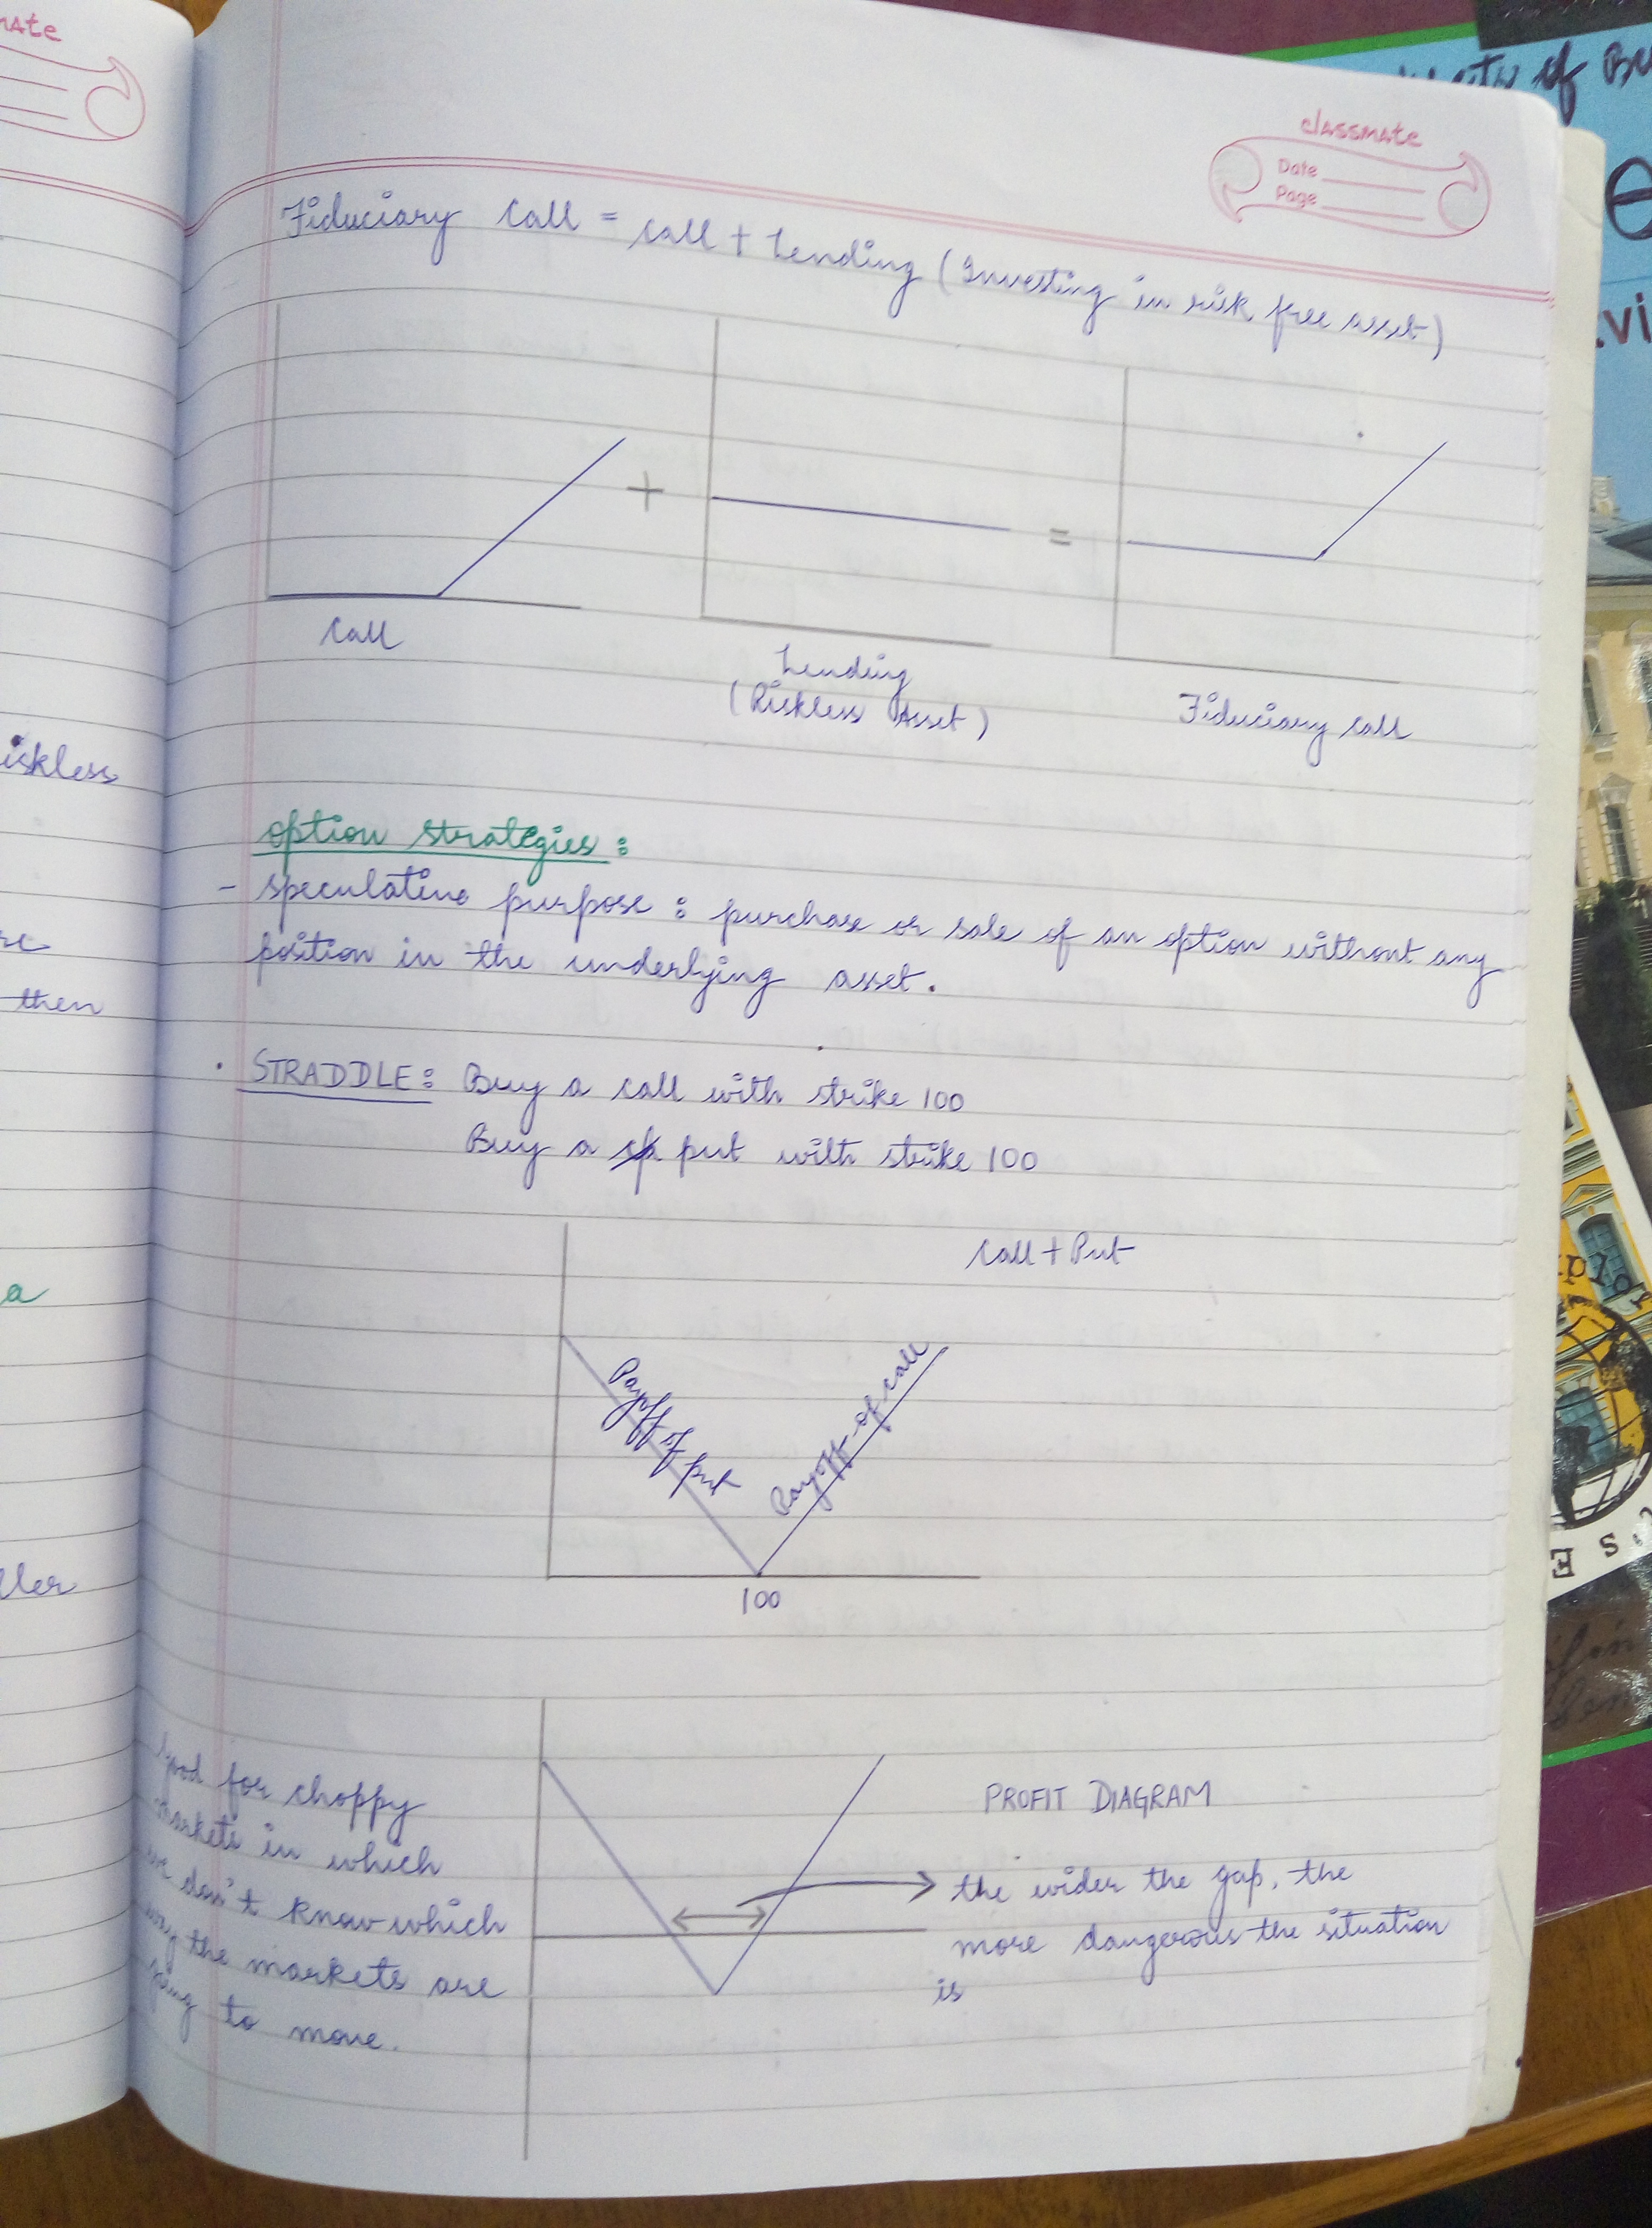 mate
classmate
Date
Page
Fiduciary Call = Call + Lending (Investing in risk free asset)
+
=
Call
Lending
(Riskless Asset)
Fiduciary call
iskless
option strategies:
- speculative purpose: purchase or sale of an option without any
position in the underlying asset.
then
• STRADDLE: Buy a call with strike 100
Buy a put with strike 100
Call + Put
a
Payoff of put
Payoff of call
100
ller
Good for choppy
markets in which
we don't know which
way the markets are
going to move.
PROFIT DIAGRAM
the wider the gap, the
more dangerous the situation
is
of
e
.vi